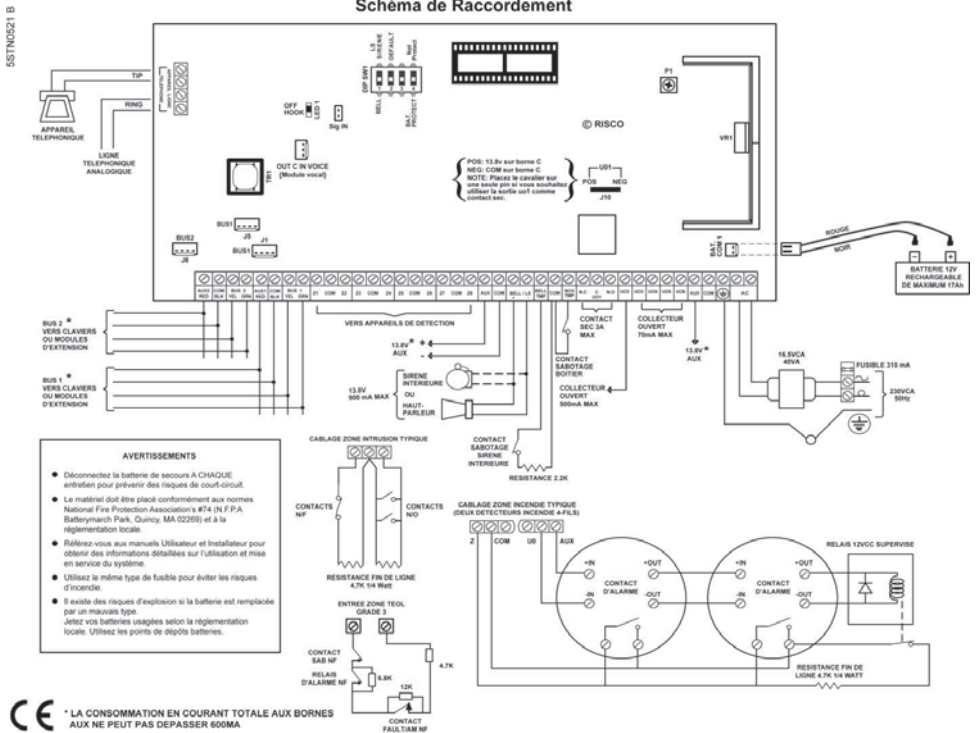 Schéma de Raccordement
5STN0521 B
TIP
RING
APPAREIL
TELEPHONIQUE
LIGNE
TELEPHONIQUE
ANALOGIQUE
LS
SIRENE
DEFAULT
Not
Protect
DIP SW1
BELL
BAT.
PROTECT
OFF
HOOK
LED 1
Sig IN
OUT C IN VOICE
(Module vocal)
TR1
P1
© RISCO
VR1
POS: 13.8v sur borne C
NEG: COM sur borne C
NOTE: Placez le cavalier sur
une seule pin si vous souhaitez
utiliser la sortie uo1 comme
contact sec.
U01
POS NEG
J10
BUS1
J5
BUS2
J8
J1
BUS1
BAT.
COM 1
ROUGE
NOIR
- +
BATTERIE 12V
RECHARGEABLE
DE MAXIMUM 17Ah
AUX2 COM BUS 2 AUX1 COM BUS 1 Z1 COM Z2 Z3 COM Z4 Z5 COM Z6 Z7 COM Z8 AUX COM BELL / LS BELL COM BOX N.C C N.O UO2 UO3 UO4 UO5 AUX COM AC
RED BLK YEL GRN RED BLK YEL GRN TMP TMP UO1
BUS 2 *
VERS CLAVIERS
OU MODULES
D'EXTENSION
BUS 1 *
VERS CLAVIERS
OU MODULES
D'EXTENSION
VERS APPAREILS DE DETECTION
13.8V * +
AUX -
13.8V
900 mA MAX
SIRENE
INTERIEURE
OU
HAUT-
PARLEUR
CONTACT
SEC 3A
MAX
CONTACT
SABOTAGE
BOITIER
COLLECTEUR
OUVERT
70mA MAX
COLLECTEUR
OUVERT
500mA MAX
13.8V *
AUX
16.5VCA
40VA
FUSIBLE 315 mA
230VCA
50Hz
CONTACT
SABOTAGE
SIRENE
INTERIEURE
RESISTANCE 2.2K
AVERTISSEMENTS
Déconnectez la batterie de secours A CHAQUE
entretien pour prévenir des risques de court-circuit.
Le matériel doit être placé conformément aux normes
National Fire Protection Association's #74 (N.F.P.A
Batterymarch Park, Quincy, MA 02269) et à la
réglementation locale.
Référez-vous aux manuels Utilisateur et Installateur pour
obtenir des informations détaillées sur l'utilisation et mise
en service du système.
Utilisez le même type de fusible pour éviter les risques
d'incendie.
Il existe des risques d'explosion si la batterie est remplacée
par un mauvais type.
Jetez vos batteries usagées selon la réglementation
locale. Utilisez les points de dépôts batteries.
CABLAGE ZONE INTRUSION TYPIQUE
CONTACTS
N/F
CONTACTS
N/O
RESISTANCE FIN DE LIGNE
4.7K 1/4 Watt
ENTREE ZONE TEOL
GRADE 3
CONTACT
SAB NF
RELAIS
D'ALARME NF
4.7K
6.8K
12K
CONTACT
FAULT/AM NF
CABLAGE ZONE INCENDIE TYPIQUE
(DEUX DETECTEURS INCENDIE 4-FILS)
Z COM U0 AUX
+IN +OUT
CONTACT
D'ALARME
-IN -OUT
+IN +OUT
CONTACT
D'ALARME
-IN -OUT
RELAIS 12VCC SUPERVISE
RESISTANCE FIN DE
LIGNE 4.7K 1/4 WATT
CE
* LA CONSOMMATION EN COURANT TOTALE AUX BORNES
AUX NE PEUT PAS DEPASSER 600MA